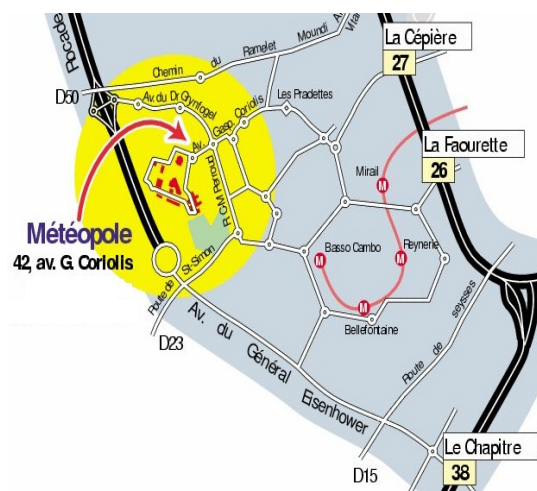 Rocade
La Cépière
27
Chemin du Ramelet Moundi
D50
Av. du Dr Grynfogel
Av. Gasp. Coriolis
Les Pradettes
La Faourette
26
Mirail
Météopole
42, av. G. Coriolis
Route de St-Simon
Basso Cambo
Reynerie
M
M
M
M
Bellefontaine
D23
Av. du Général Eisenhower
Route de seysses
Le Chapitre
38
D15